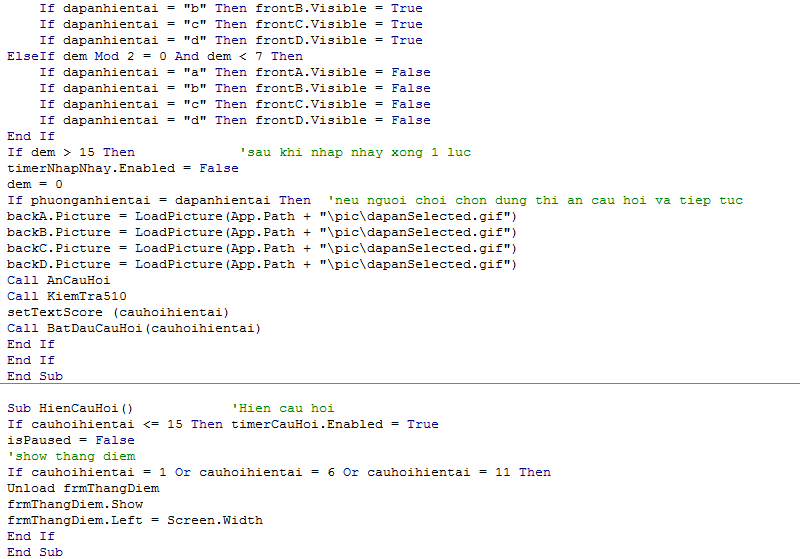 If dapanhientai = "b" Then frontB.Visible = True
If dapanhientai = "c" Then frontC.Visible = True
If dapanhientai = "d" Then frontD.Visible = True
ElseIf dem Mod 2 = 0 And dem < 7 Then
If dapanhientai = "a" Then frontA.Visible = False
If dapanhientai = "b" Then frontB.Visible = False
If dapanhientai = "c" Then frontC.Visible = False
If dapanhientai = "d" Then frontD.Visible = False
End If
If dem > 15 Then 'sau khi nhap nhay xong 1 luc
timerNhapNhay.Enabled = False
dem = 0
If phuonganhientai = dapanhientai Then 'neu nguoi choi chon dung thi an cau hoi va tiep tuc
backA.Picture = LoadPicture(App.Path + "\pic\dapanSelected.gif")
backB.Picture = LoadPicture(App.Path + "\pic\dapanSelected.gif")
backC.Picture = LoadPicture(App.Path + "\pic\dapanSelected.gif")
backD.Picture = LoadPicture(App.Path + "\pic\dapanSelected.gif")
Call AnCauHoi
Call KiemTra510
setTextScore (cauhoihientai)
Call BatDauCauHoi(cauhoihientai)
End If
End If
End Sub
Sub HienCauHoi() 'Hien cau hoi
If cauhoihientai <= 15 Then timerCauHoi.Enabled = True
isPaused = False
'show thang diem
If cauhoihientai = 1 Or cauhoihientai = 6 Or cauhoihientai = 11 Then
Unload frmThangDiem
frmThangDiem.Show
frmThangDiem.Left = Screen.Width
End If
End Sub